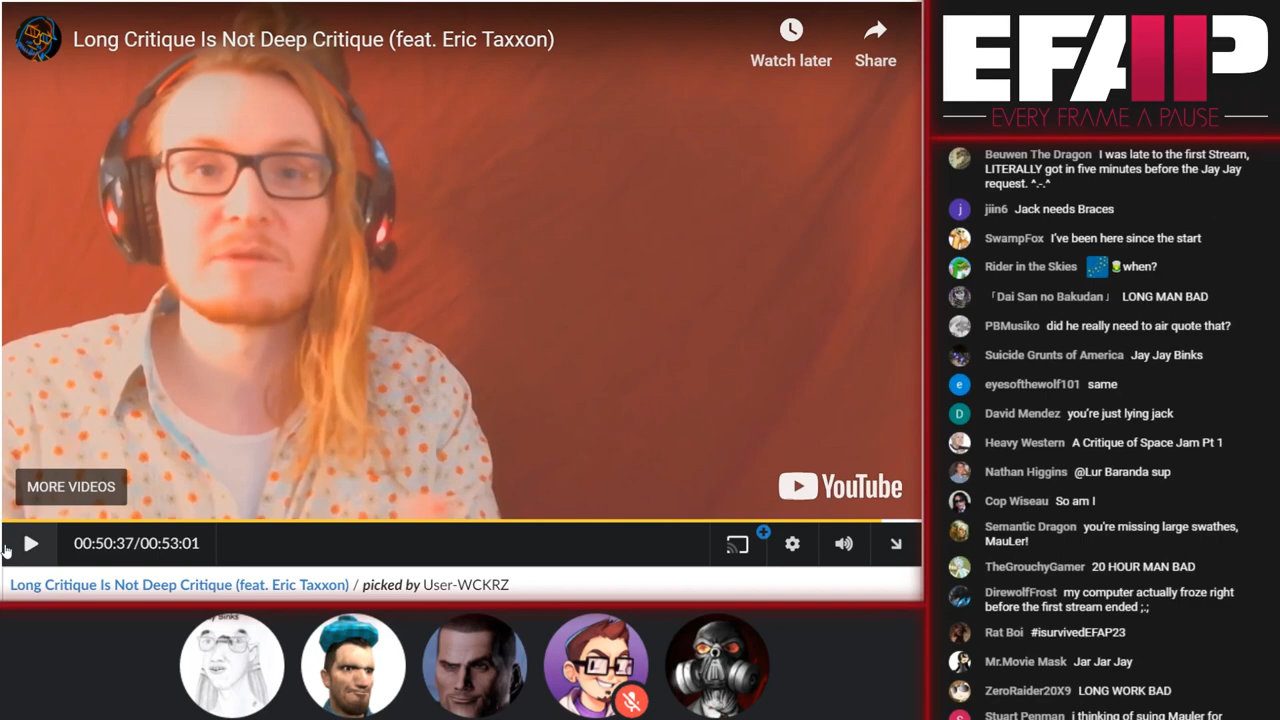 Long Critique Is Not Deep Critique (feat. Eric Taxxon)
Watch later
Share
MORE VIDEOS
YouTube
00:50:37/00:53:01
Long Critique Is Not Deep Critique (feat. Eric Taxxon) / picked by User-WCKRZ
EFAP
EVERY FRAME A PAUSE
Beuwen The Dragon I was late to the first Stream,
LITERALLY got in five minutes before the Jay Jay
request. ^.-.^
jiin6 Jack needs Braces
SwampFox I've been here since the start
Rider in the Skies when?
「Dai San no Bakudan」 LONG MAN BAD
PBMusiko did he really need to air quote that?
Suicide Grunts of America Jay Jay Binks
eyesofthewolf101 same
David Mendez you're just lying jack
Heavy Western A Critique of Space Jam Pt 1
Nathan Higgins @Lur Baranda sup
Cop Wiseau So am I
Semantic Dragon you're missing large swathes,
MauLer!
TheGrouchyGamer 20 HOUR MAN BAD
DirewolfFrost my computer actually froze right
before the first stream ended ;.;
Rat Boi #isurvivedEFAP23
Mr.Movie Mask Jar Jar Jay
ZeroRaider20X9 LONG WORK BAD
Stuart Penman i thinking of suing Mauler for